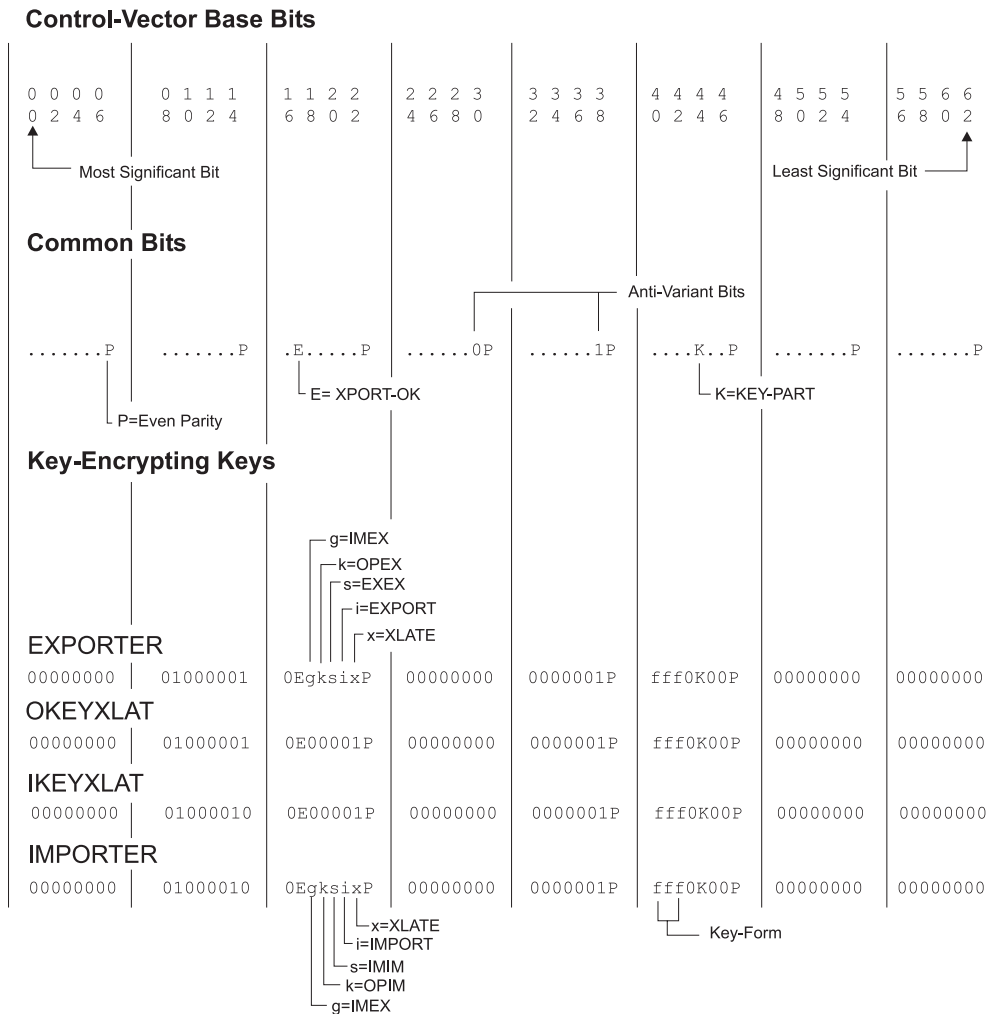 Control-Vector Base Bits
0 0 0 0 0 1 1 1 1 1 2 2 2 2 2 3 3 3 3 3 4 4 4 4 4 5 5 5 5 5 6 6
0 2 4 6 8 0 2 4 6 8 0 2 4 6 8 0 2 4 6 8 0 2 4 6 8 0 2 4 6 8 0 2
Most Significant Bit Least Significant Bit
Common Bits
Anti-Variant Bits
.......P .......P .E.....P ......0P ......1P ....K..P .......P .......P
E= XPORT-OK K=KEY-PART
P=Even Parity
Key-Encrypting Keys
g=IMEX
k=OPEX
s=EXEX
i=EXPORT
x=XLATE
EXPORTER
00000000 01000001 0EgksixP 00000000 0000001P fff0K00P 00000000 00000000
OKEYXLAT
00000000 01000001 0E00001P 00000000 0000001P fff0K00P 00000000 00000000
IKEYXLAT
00000000 01000010 0E00001P 00000000 0000001P fff0K00P 00000000 00000000
IMPORTER
00000000 01000010 0EgksixP 00000000 0000001P fff0K00P 00000000 00000000
x=XLATE
Key-Form
i=IMPORT
s=IMIM
k=OPIM
g=IMEX